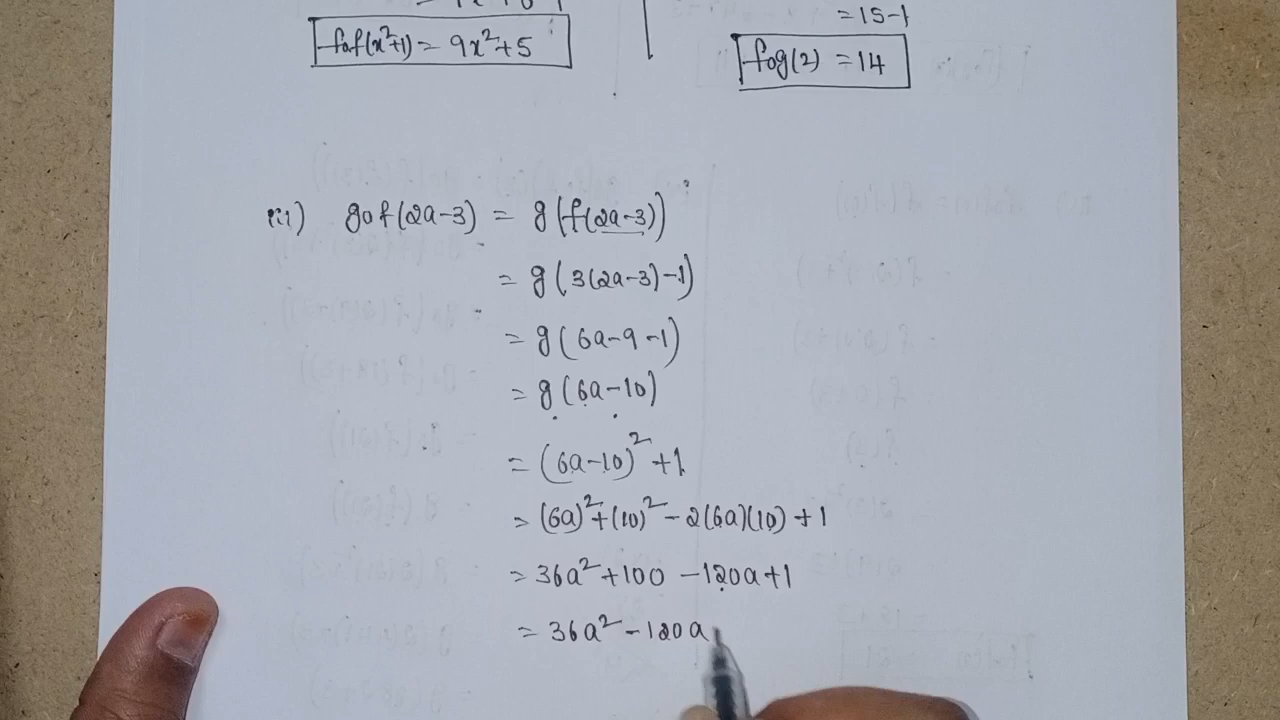 fof(x²+1) = 9x²+5
= 15-1
fog(2) = 14
iii) gof(2a-3) = g(f(2a-3))
= g(3(2a-3)-1)
= g(6a-9-1)
= g(6a-10)
= (6a-10)²+1
= (6a)²+(10)²-2(6a)(10)+1
= 36a²+100-120a+1
= 36a²-120a